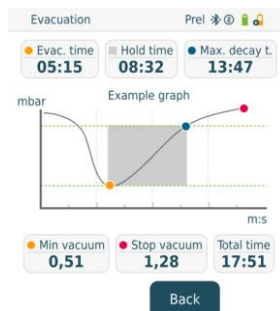 Evacuation Prel
Evac. time Hold time Max. decay t.
05:15 08:32 13:47
mbar Example graph
m:s
Min vacuum Stop vacuum Total time
0,51 1,28 17:51
Back